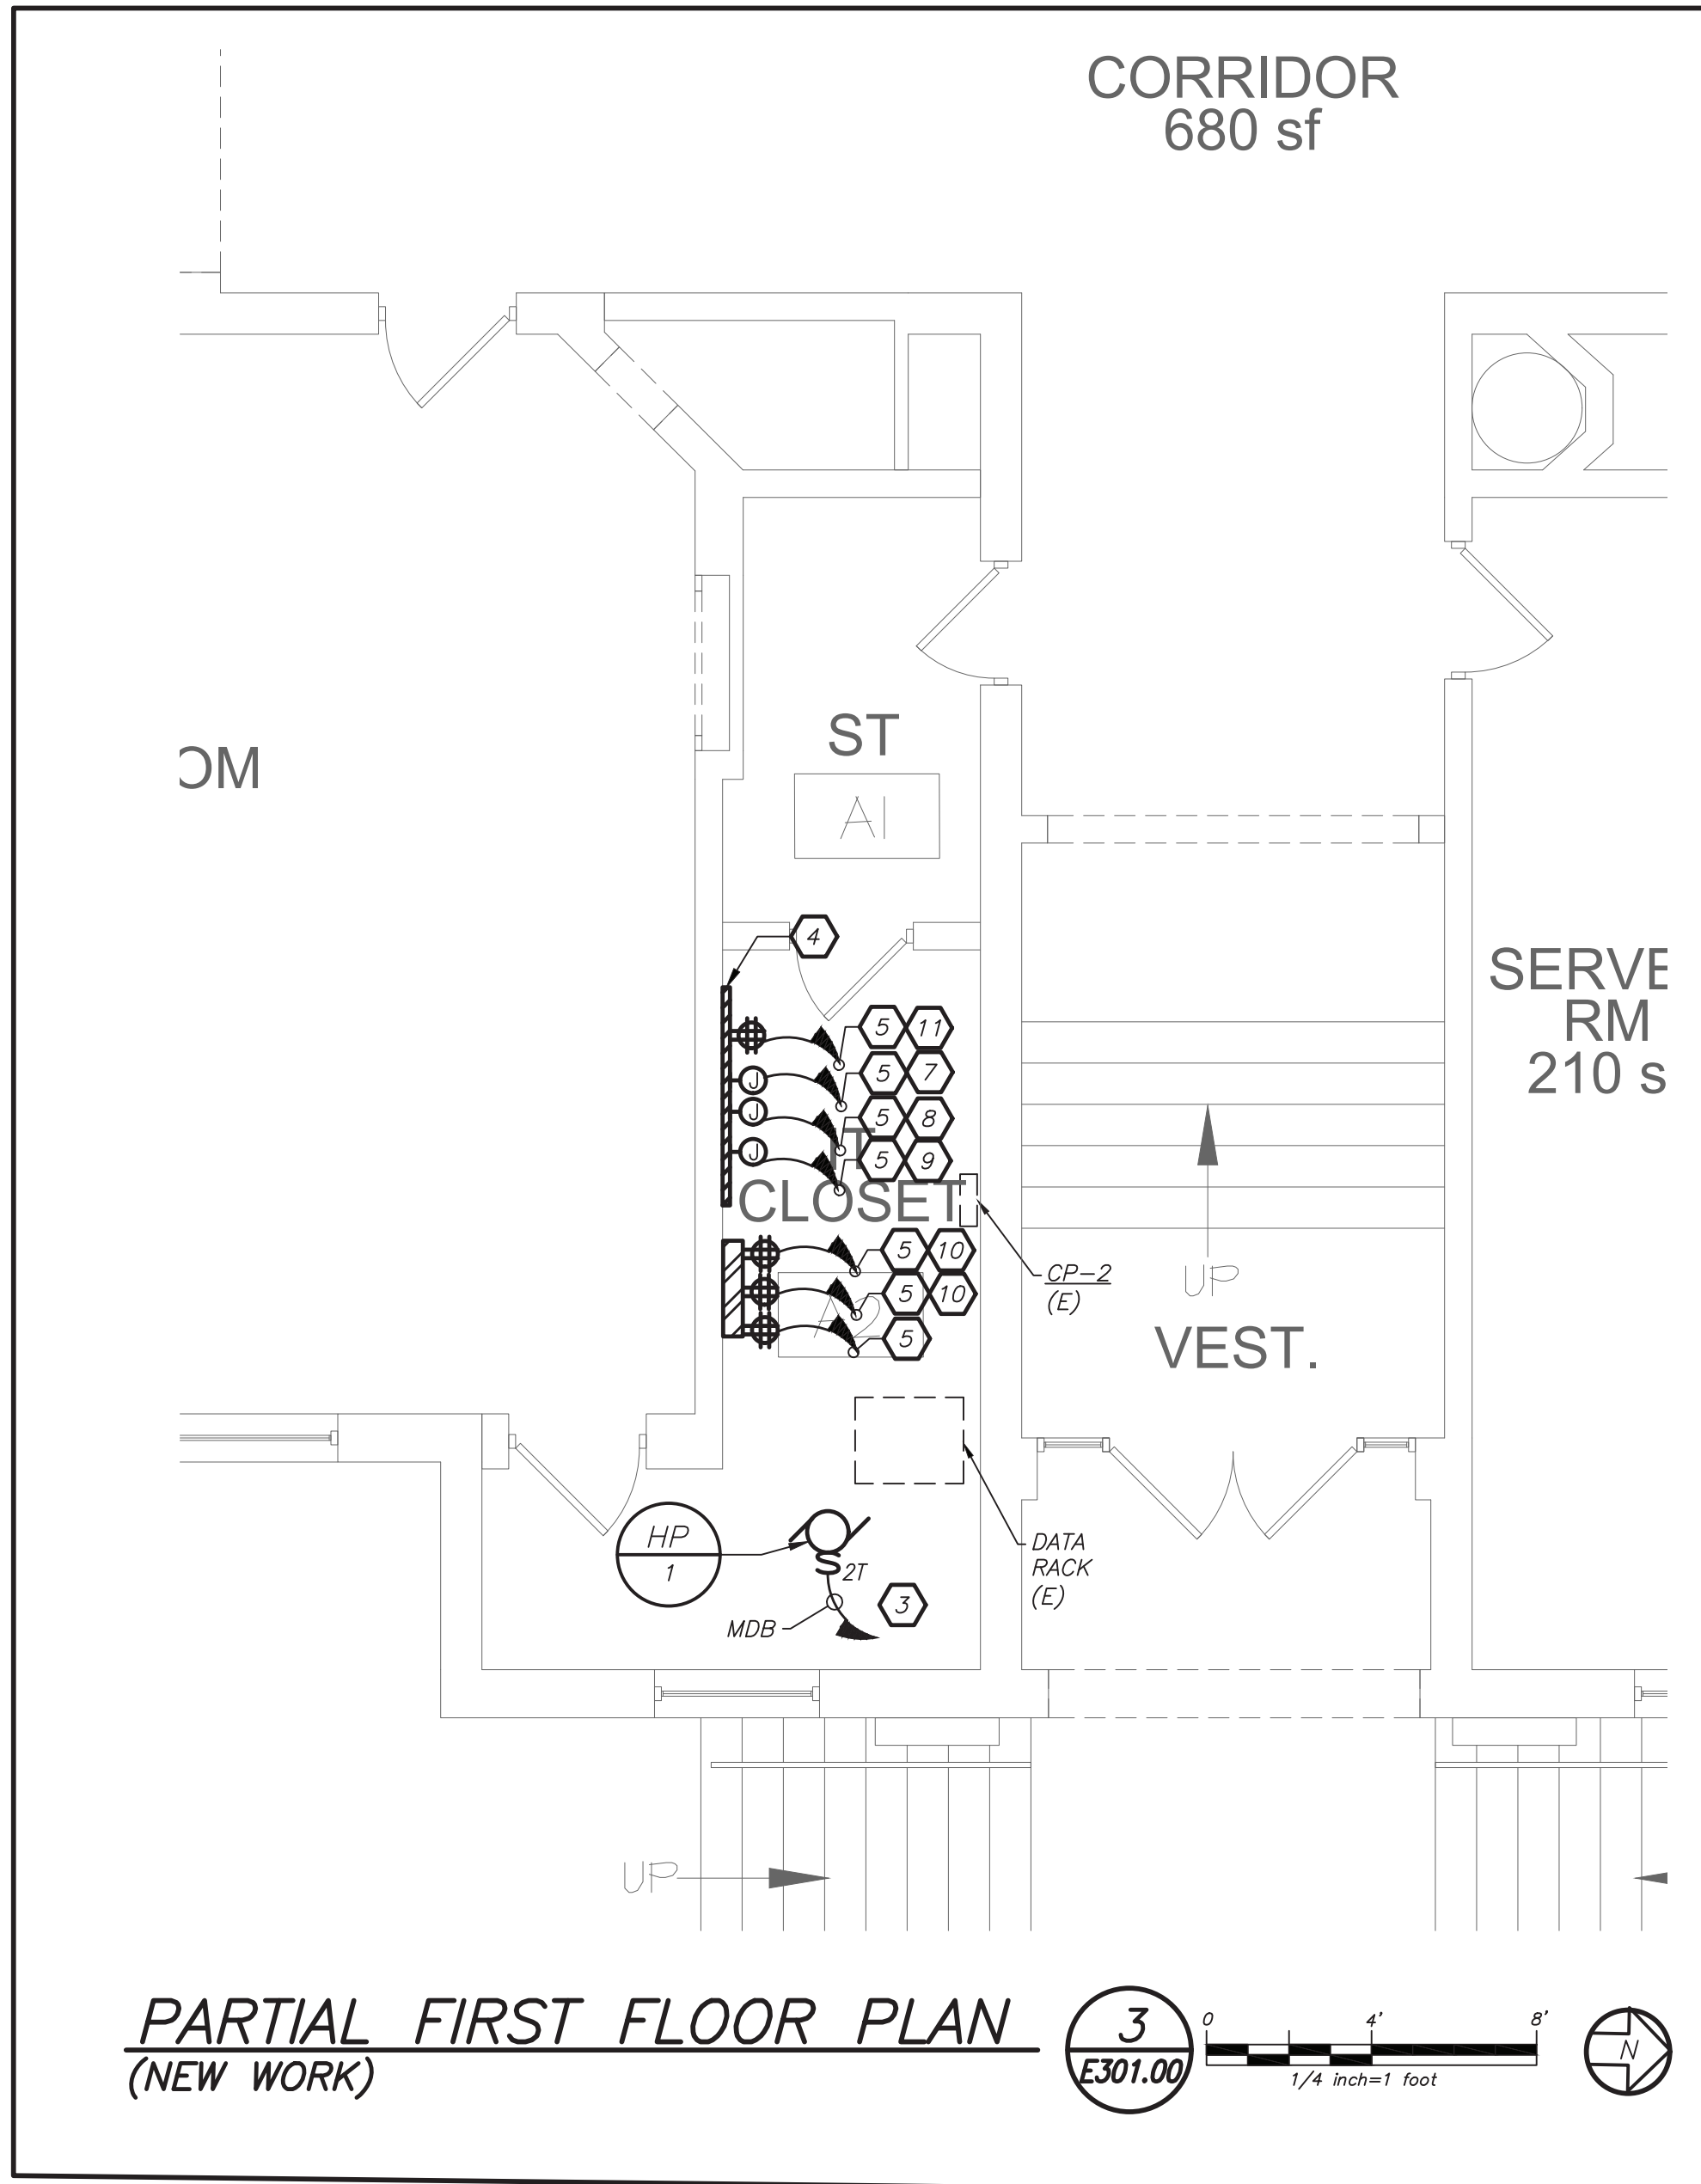 CORRIDOR
680 sf
OM
ST
A1
4
5 11
J 5 7
J 5 8
J 5 9
IT
CLOSET
SERVE
RM
210 s
5 10
5 10
A2
5
CP-2
(E)
UP
VEST.
HP
1
2T
3
MDB
DATA
RACK
(E)
UP
PARTIAL FIRST FLOOR PLAN
(NEW WORK)
3
E301.00
0 4' 8'
1/4 inch=1 foot
N